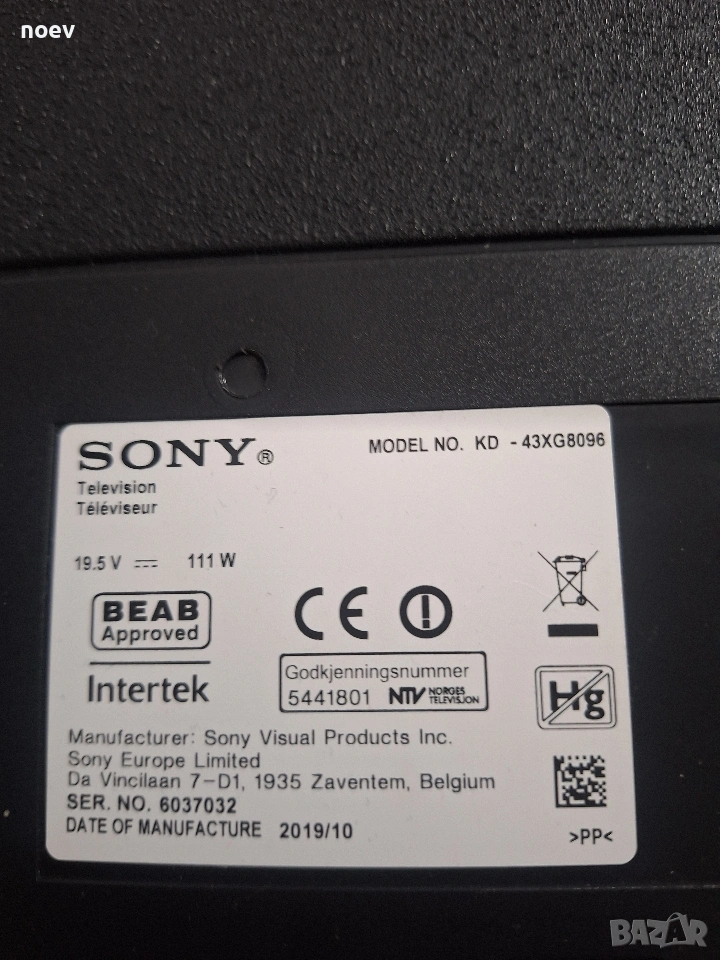 noev
SONY®
MODEL NO. KD - 43XG8096
Television
Téléviseur
19.5 V 111 W
BEAB
Approved
CE
Intertek
Godkjenningsnummer
5441801 NTV NORGES TELEVISJON
Hg
Manufacturer: Sony Visual Products Inc.
Sony Europe Limited
Da Vincilaan 7-D1, 1935 Zaventem, Belgium
SER. NO. 6037032
DATE OF MANUFACTURE 2019/10
>PP<
BAZAR